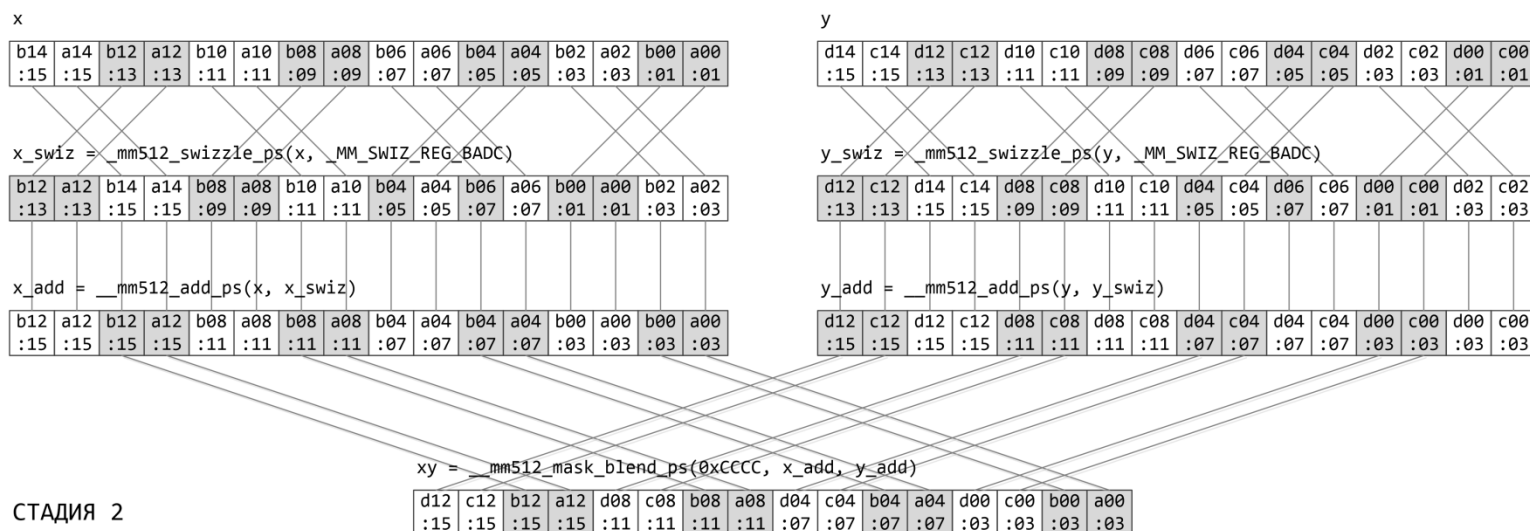 x
b14 a14 b12 a12 b10 a10 b08 a08 b06 a06 b04 a04 b02 a02 b00 a00
:15 :15 :13 :13 :11 :11 :09 :09 :07 :07 :05 :05 :03 :03 :01 :01
y
d14 c14 d12 c12 d10 c10 d08 c08 d06 c06 d04 c04 d02 c02 d00 c00
:15 :15 :13 :13 :11 :11 :09 :09 :07 :07 :05 :05 :03 :03 :01 :01
x_swiz = _mm512_swizzle_ps(x, _MM_SWIZ_REG_BADC)
b12 a12 b14 a14 b08 a08 b10 a10 b04 a04 b06 a06 b00 a00 b02 a02
:13 :13 :15 :15 :09 :09 :11 :11 :05 :05 :07 :07 :01 :01 :03 :03
y_swiz = _mm512_swizzle_ps(y, _MM_SWIZ_REG_BADC)
d12 c12 d14 c14 d08 c08 d10 c10 d04 c04 d06 c06 d00 c00 d02 c02
:13 :13 :15 :15 :09 :09 :11 :11 :05 :05 :07 :07 :01 :01 :03 :03
x_add = __mm512_add_ps(x, x_swiz)
b12 a12 b12 a12 b08 a08 b08 a08 b04 a04 b04 a04 b00 a00 b00 a00
:15 :15 :15 :15 :11 :11 :11 :11 :07 :07 :07 :07 :03 :03 :03 :03
y_add = __mm512_add_ps(y, y_swiz)
d12 c12 d12 c12 d08 c08 d08 c08 d04 c04 d04 c04 d00 c00 d00 c00
:15 :15 :15 :15 :11 :11 :11 :11 :07 :07 :07 :07 :03 :03 :03 :03
xy = __mm512_mask_blend_ps(0xCCCC, x_add, y_add)
d12 c12 b12 a12 d08 c08 b08 a08 d04 c04 b04 a04 d00 c00 b00 a00
:15 :15 :15 :15 :11 :11 :11 :11 :07 :07 :07 :07 :03 :03 :03 :03
СТАДИЯ 2